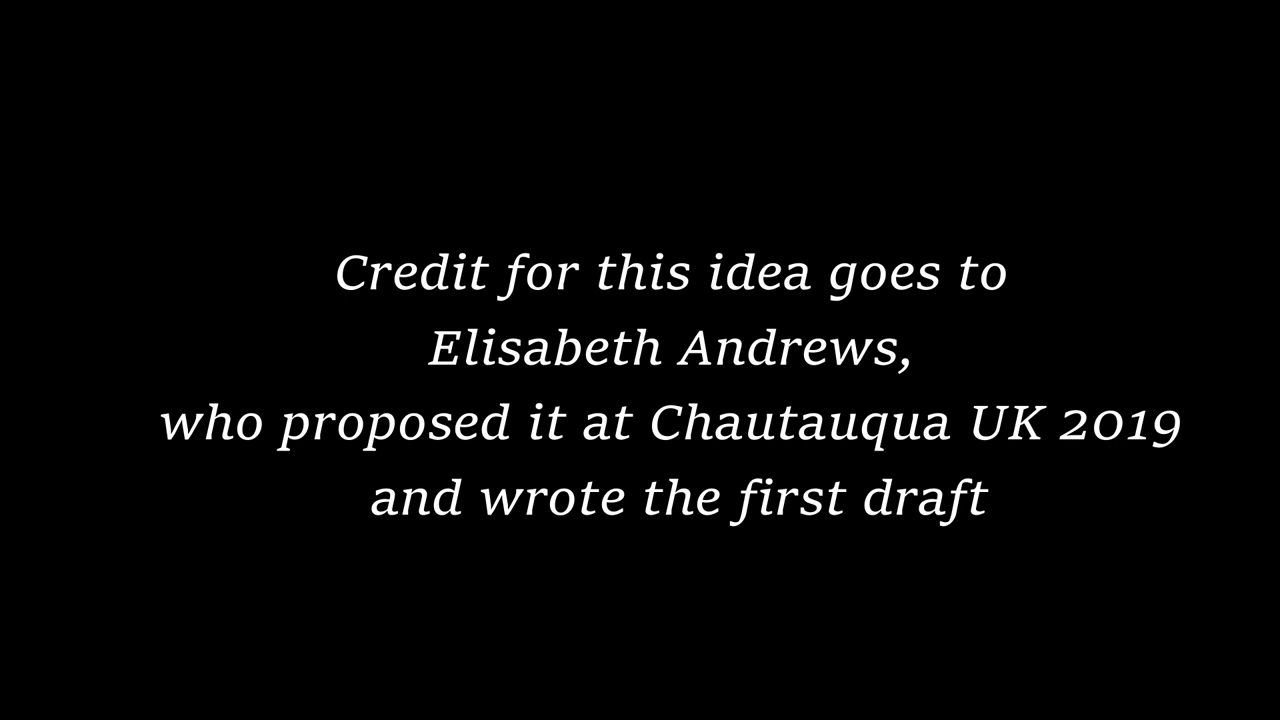 Credit for this idea goes to
Elisabeth Andrews,
who proposed it at Chautauqua UK 2019
and wrote the first draft